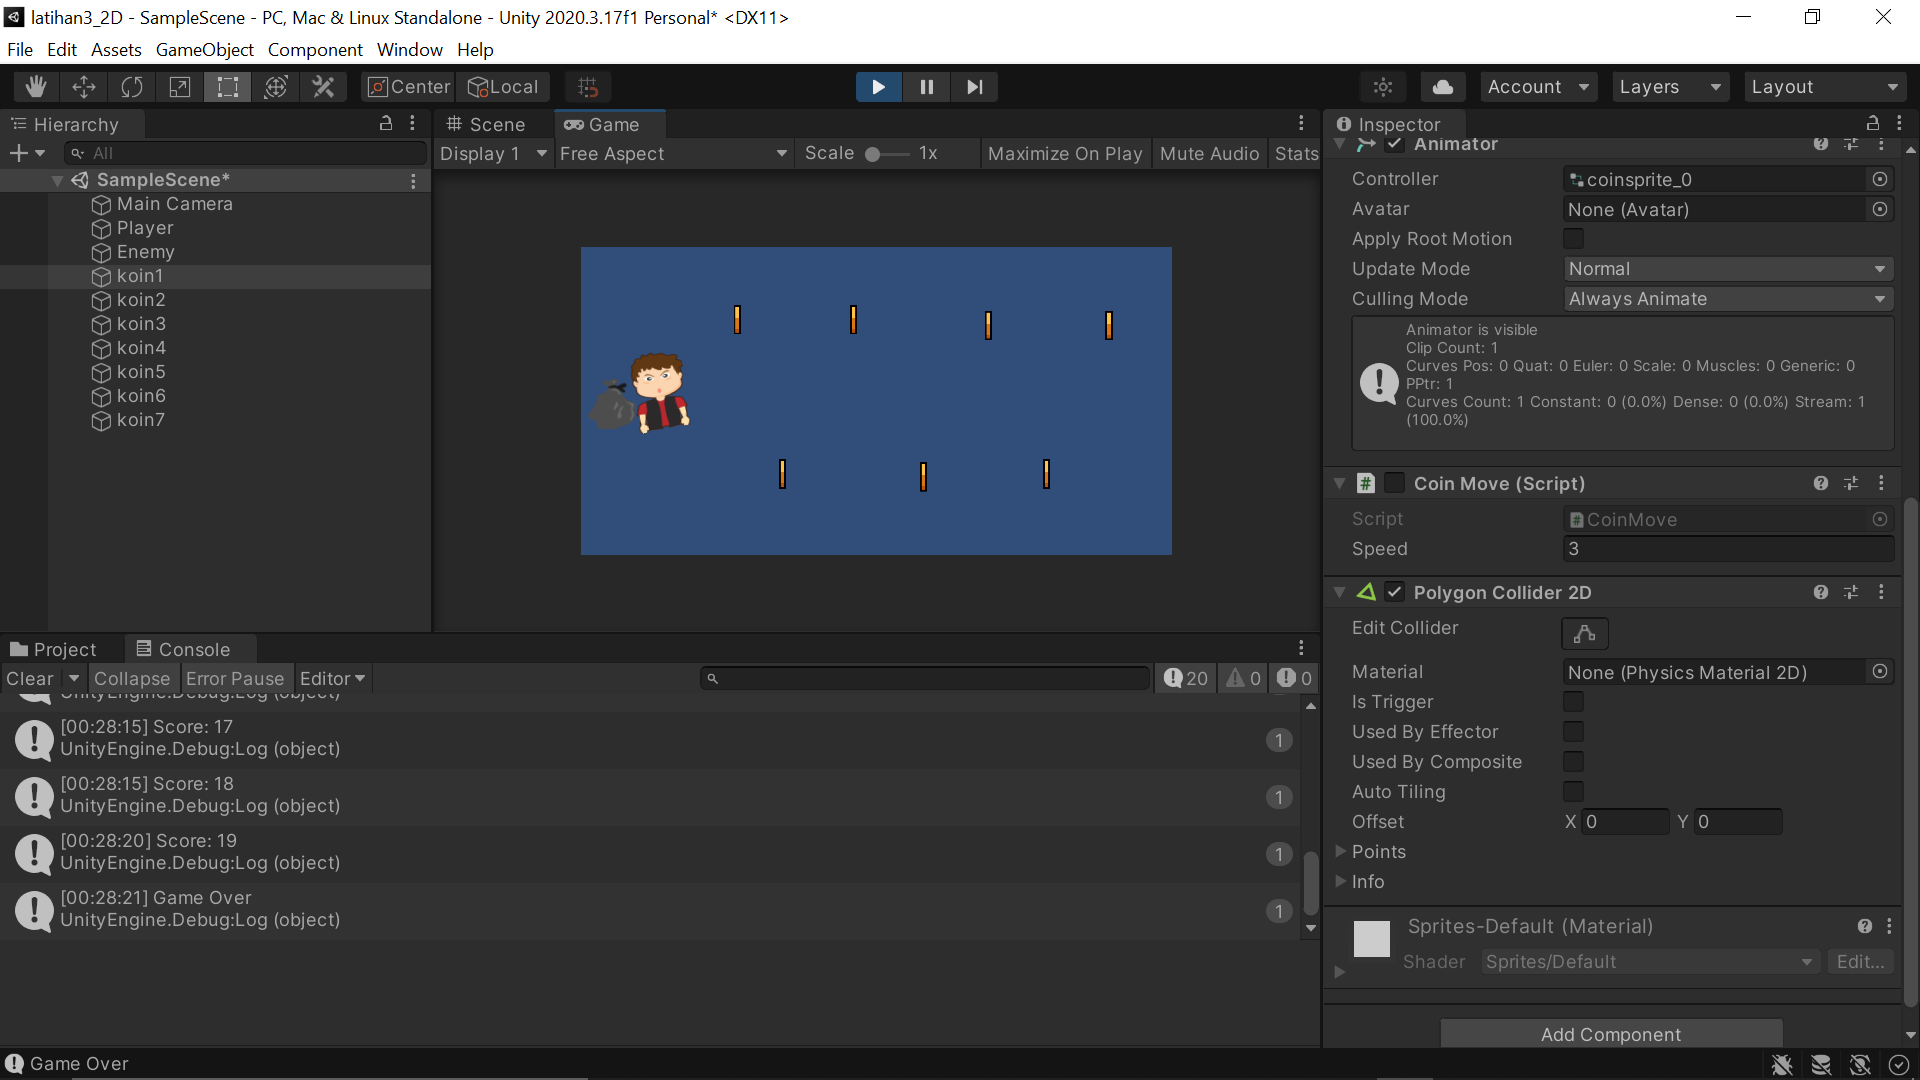 latihan3_2D - SampleScene - PC, Mac & Linux Standalone - Unity 2020.3.17f1 Personal* <DX11>
File Edit Assets GameObject Component Window Help
Center Local Account Layers Layout
Hierarchy
All
SampleScene*
Main Camera
Player
Enemy
koin1
koin2
koin3
koin4
koin5
koin6
koin7
Scene Game
Display 1 Free Aspect Scale 1x Maximize On Play Mute Audio Stats
Inspector
Animator
Controller coinsprite_0
Avatar None (Avatar)
Apply Root Motion
Update Mode Normal
Culling Mode Always Animate
Animator is visible
Clip Count: 1
Curves Pos: 0 Quat: 0 Euler: 0 Scale: 0 Muscles: 0 Generic: 0
PPtr: 1
Curves Count: 1 Constant: 0 (0.0%) Dense: 0 (0.0%) Stream: 1
(100.0%)
Coin Move (Script)
Script CoinMove
Speed 3
Polygon Collider 2D
Edit Collider
Material None (Physics Material 2D)
Is Trigger
Used By Effector
Used By Composite
Auto Tiling
Offset X 0 Y 0
Points
Info
Sprites-Default (Material)
Shader Sprites/Default Edit...
Add Component
Project Console
Clear Collapse Error Pause Editor 20 0 0
UnityEngine.Debug:Log (object)
[00:28:15] Score: 17
UnityEngine.Debug:Log (object) 1
[00:28:15] Score: 18
UnityEngine.Debug:Log (object) 1
[00:28:20] Score: 19
UnityEngine.Debug:Log (object) 1
[00:28:21] Game Over
UnityEngine.Debug:Log (object) 1
Game Over